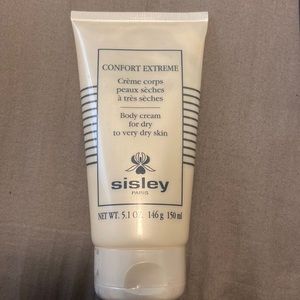 CONFORT EXTREME
Crème corps
peaux sèches
à très sèches
Body cream
for dry
to very dry skin
sisley
PARIS
NET WT. 5.1 OZ. 146 g 150 ml